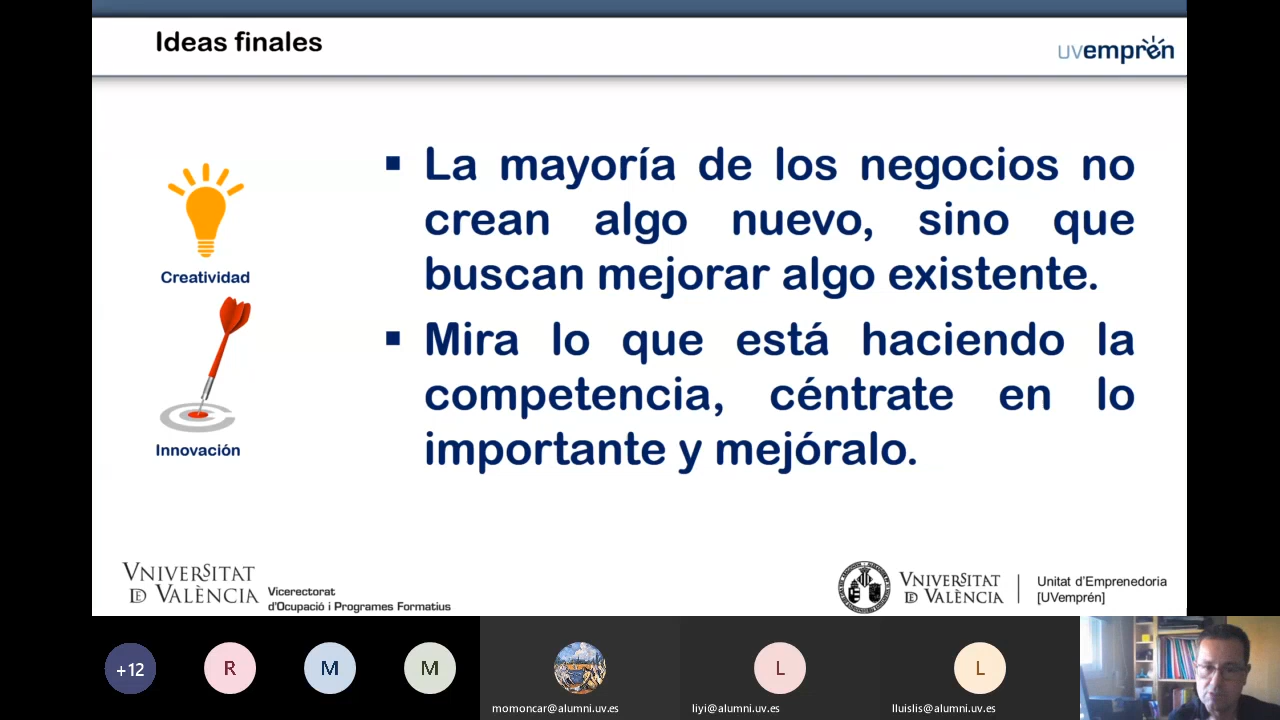 Ideas finales
uvemprén
▪ La mayoría de los negocios no
crean algo nuevo, sino que
buscan mejorar algo existente.
▪ Mira lo que está haciendo la
competencia, céntrate en lo
importante y mejóralo.
Creatividad
Innovación
VNIVERSITAT
DE VALÈNCIA
Vicerectorat
d'Ocupació i Programes Formatius
VNIVERSITAT
DE VALÈNCIA
Unitat d'Emprenedoria
[UVemprén]
+12
R
M
M
L
L
momoncar@alumni.uv.es
liyi@alumni.uv.es
lluislis@alumni.uv.es